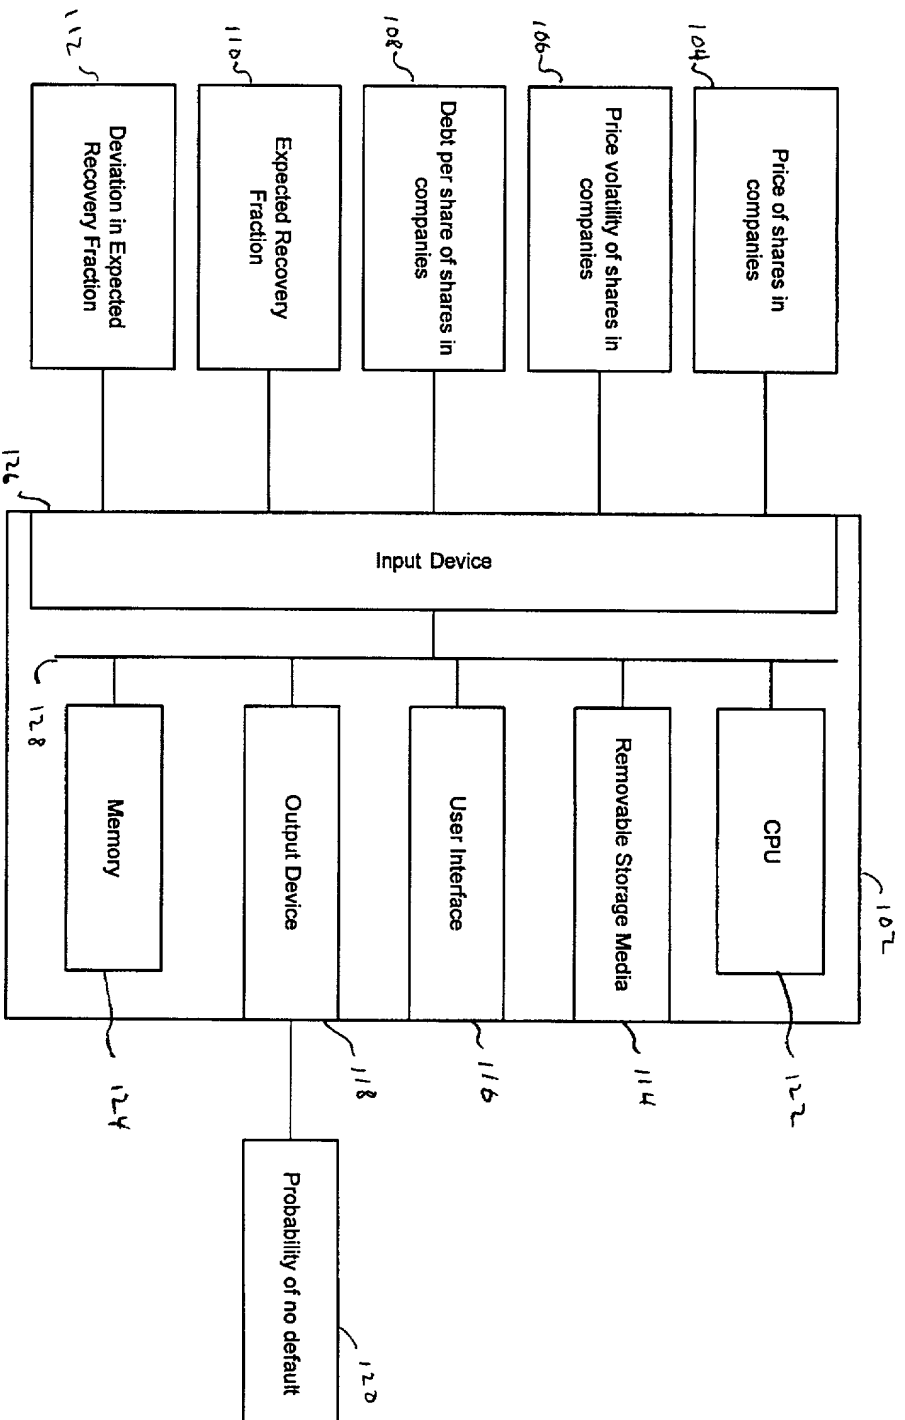 102
104
Price of shares in
companies
106
Price volatility of shares in
companies
108
Debt per share of shares in
companies
110
Expected Recovery
Fraction
112
Deviation in Expected
Recovery Fraction
126
Input Device
128
CPU
122
Removable Storage Media
114
User Interface
116
Output Device
118
Memory
124
Probability of no default
120